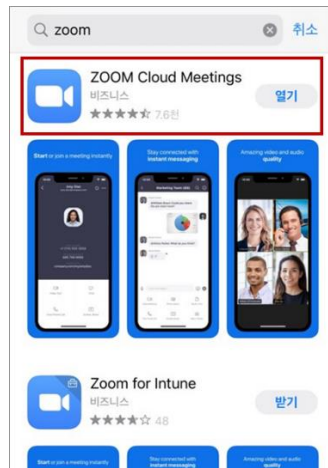 zoom
취소
ZOOM Cloud Meetings
비즈니스
열기
7.6천
Start or join a meeting instantly
Stay connected with
instant messaging
Amazing video and audio
quality
Zoom for Intune
비즈니스
받기
48
Start or join a meeting instantly
Stay connected with
instant messaging
Amazing video and audio
quality